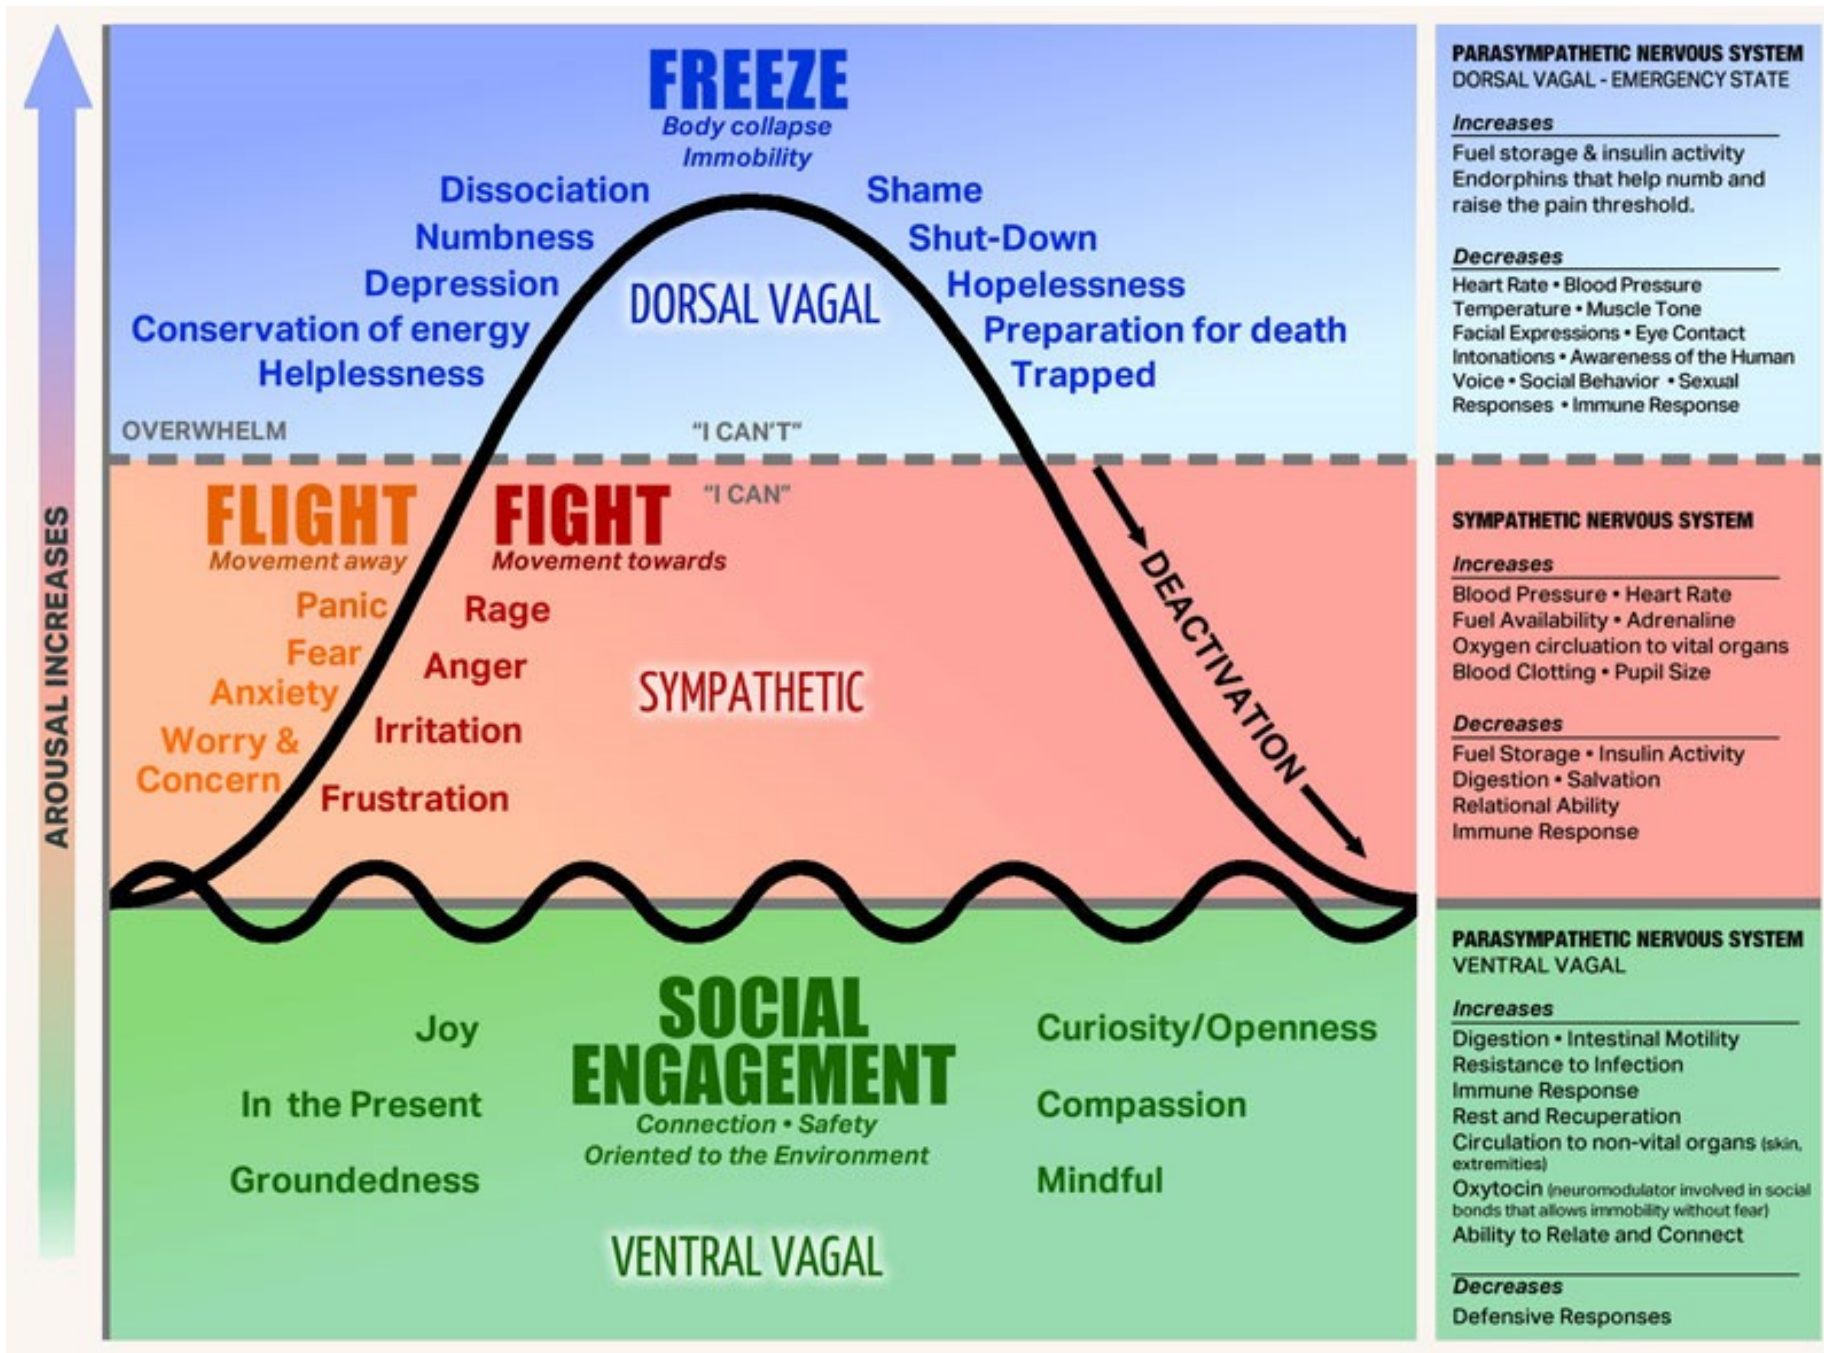 AROUSAL INCREASES
FREEZE
Body collapse
Immobility
Dissociation
Numbness
Depression
Conservation of energy
Helplessness
Shame
Shut-Down
Hopelessness
Preparation for death
Trapped
DORSAL VAGAL
OVERWHELM
"I CAN'T"
"I CAN"
FLIGHT
Movement away
Panic
Fear
Anxiety
Worry &
Concern
FIGHT
Movement towards
Rage
Anger
Irritation
Frustration
SYMPATHETIC
DEACTIVATION
SOCIAL
ENGAGEMENT
Connection • Safety
Oriented to the Environment
Joy
In the Present
Groundedness
Curiosity/Openness
Compassion
Mindful
VENTRAL VAGAL
PARASYMPATHETIC NERVOUS SYSTEM
DORSAL VAGAL - EMERGENCY STATE
Increases
Fuel storage & insulin activity
Endorphins that help numb and
raise the pain threshold.
Decreases
Heart Rate • Blood Pressure
Temperature • Muscle Tone
Facial Expressions • Eye Contact
Intonations • Awareness of the Human
Voice • Social Behavior • Sexual
Responses • Immune Response
SYMPATHETIC NERVOUS SYSTEM
Increases
Blood Pressure • Heart Rate
Fuel Availability • Adrenaline
Oxygen circluation to vital organs
Blood Clotting • Pupil Size
Decreases
Fuel Storage • Insulin Activity
Digestion • Salvation
Relational Ability
Immune Response
PARASYMPATHETIC NERVOUS SYSTEM
VENTRAL VAGAL
Increases
Digestion • Intestinal Motility
Resistance to Infection
Immune Response
Rest and Recuperation
Circulation to non-vital organs (skin,
extremities)
Oxytocin (neuromodulator involved in social
bonds that allows immobility without fear)
Ability to Relate and Connect
Decreases
Defensive Responses